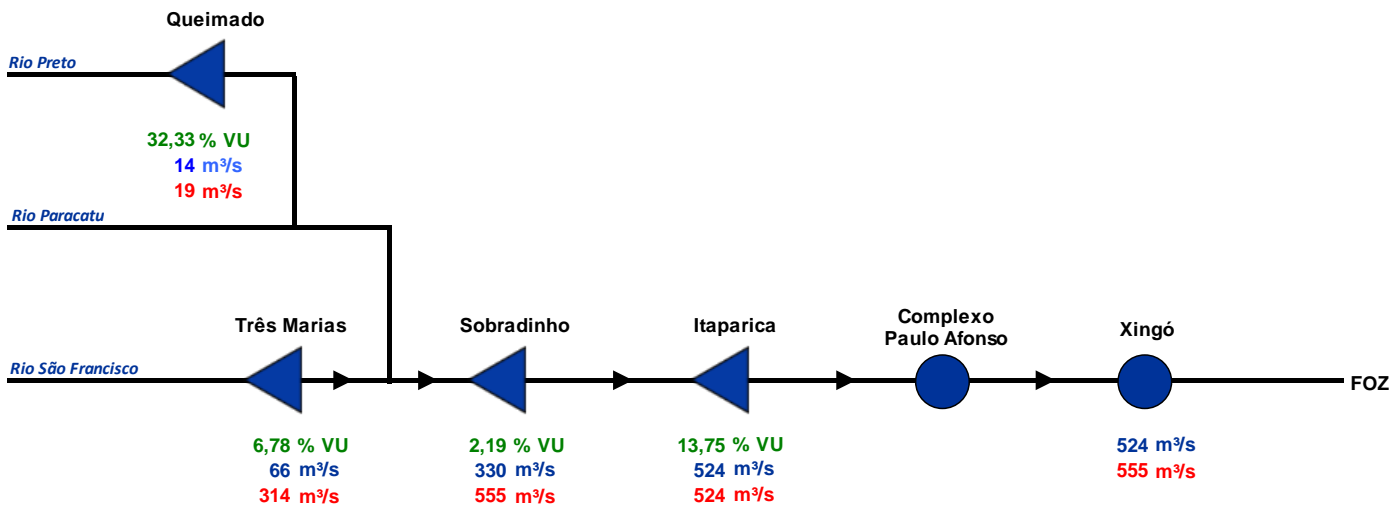 Queimado
Rio Preto
32,33 % VU
14 m³/s
19 m³/s
Rio Paracatu
Três Marias
Sobradinho
Itaparica
Complexo
Paulo Afonso
Xingó
Rio São Francisco
FOZ
6,78 % VU
66 m³/s
314 m³/s
2,19 % VU
330 m³/s
555 m³/s
13,75 % VU
524 m³/s
524 m³/s
524 m³/s
555 m³/s